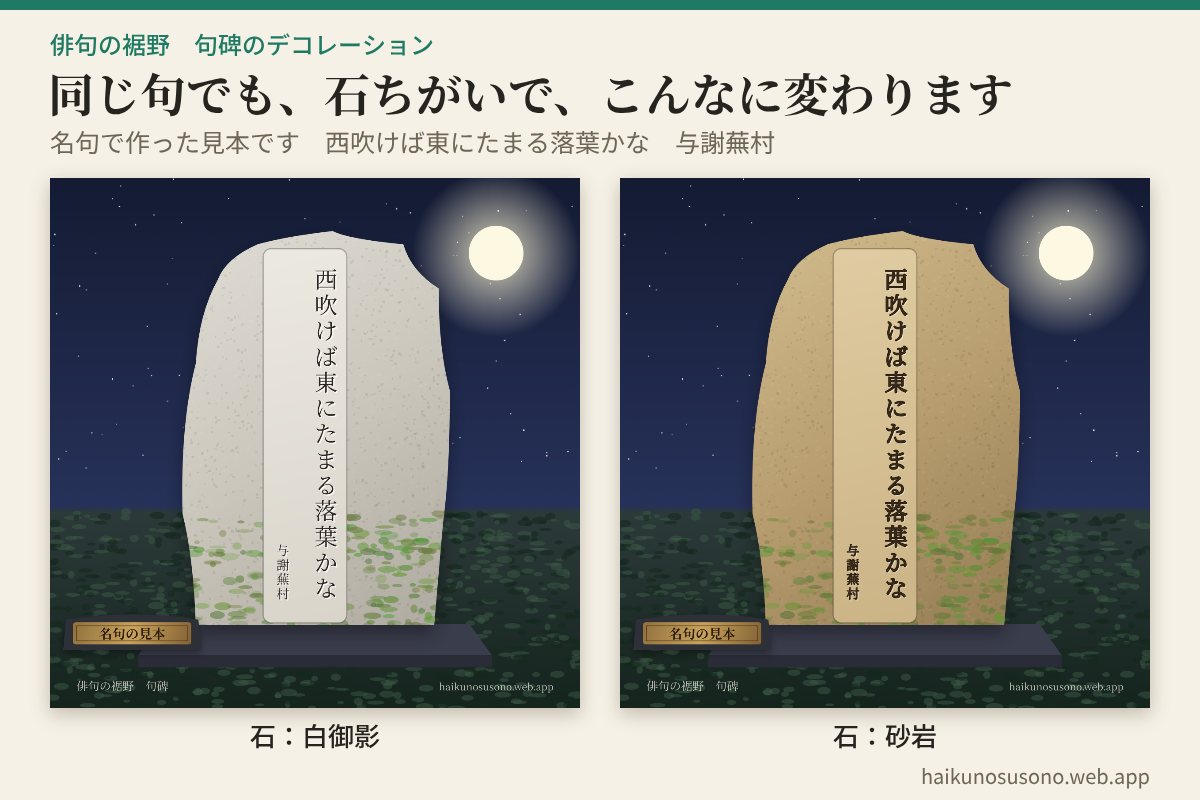 俳句の裾野　句碑のデコレーション
同じ句でも、石ちがいで、こんなに変わります
名句で作った見本です　西吹けば東にたまる落葉かな　与謝蕪村
西吹けば東にたまる落葉かな
与謝蕪村
名句の見本
俳句の裾野　句碑
haikunosusono.web.app
石：白御影
西吹けば東にたまる落葉かな
与謝蕪村
名句の見本
俳句の裾野　句碑
haikunosusono.web.app
石：砂岩
haikunosusono.web.app